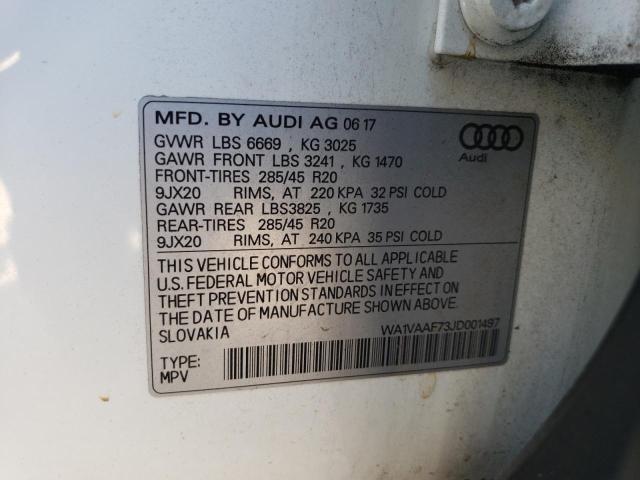 MFD. BY AUDI AG 06 17
GVWR LBS 6669 , KG 3025
GAWR FRONT LBS 3241 , KG 1470
FRONT-TIRES 285/45 R20
9JX20 RIMS, AT 220 KPA 32 PSI COLD
GAWR REAR LBS3825 , KG 1735
REAR-TIRES 285/45 R20
9JX20 RIMS, AT 240 KPA 35 PSI COLD
Audi
THIS VEHICLE CONFORMS TO ALL APPLICABLE
U.S. FEDERAL MOTOR VEHICLE SAFETY AND
THEFT PREVENTION STANDARDS IN EFFECT ON
THE DATE OF MANUFACTURE SHOWN ABOVE.
SLOVAKIA
WA1VAAF73JD001497
TYPE:
MPV